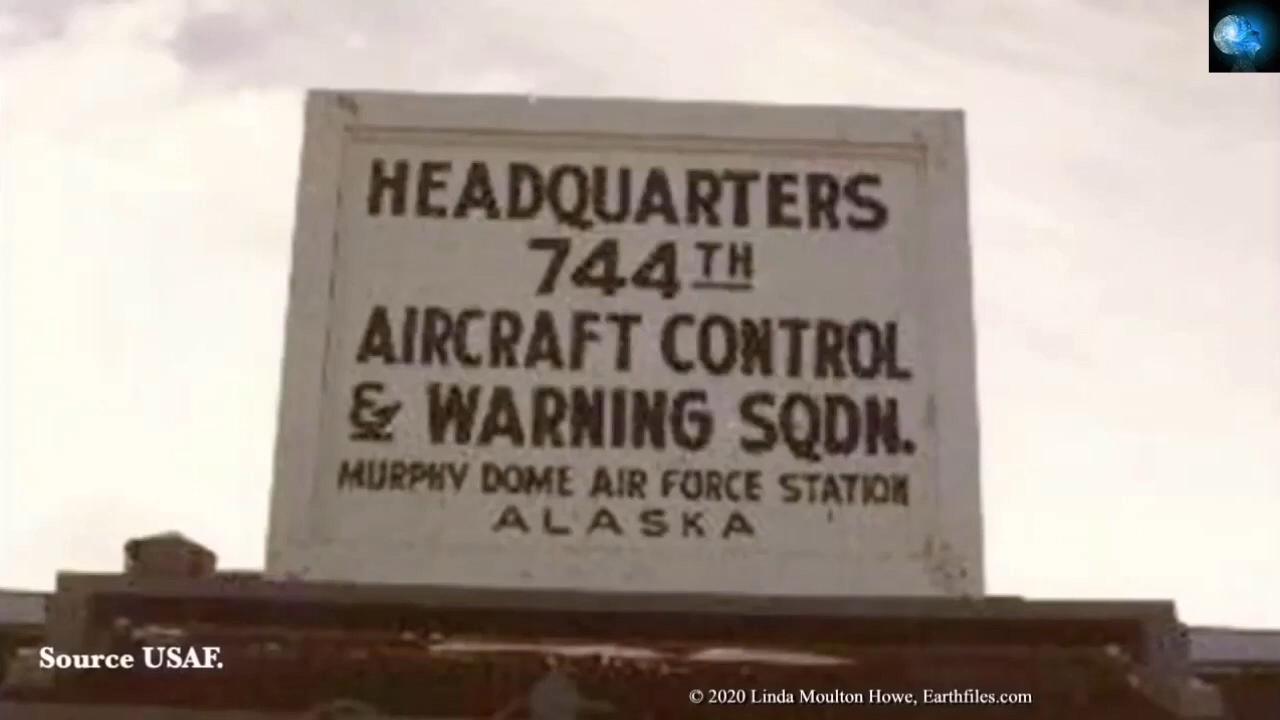 HEADQUARTERS
744TH
AIRCRAFT CONTROL
& WARNING SQDN.
MURPHY DOME AIR FORCE STATION
ALASKA
Source USAF.
© 2020 Linda Moulton Howe, Earthfiles.com